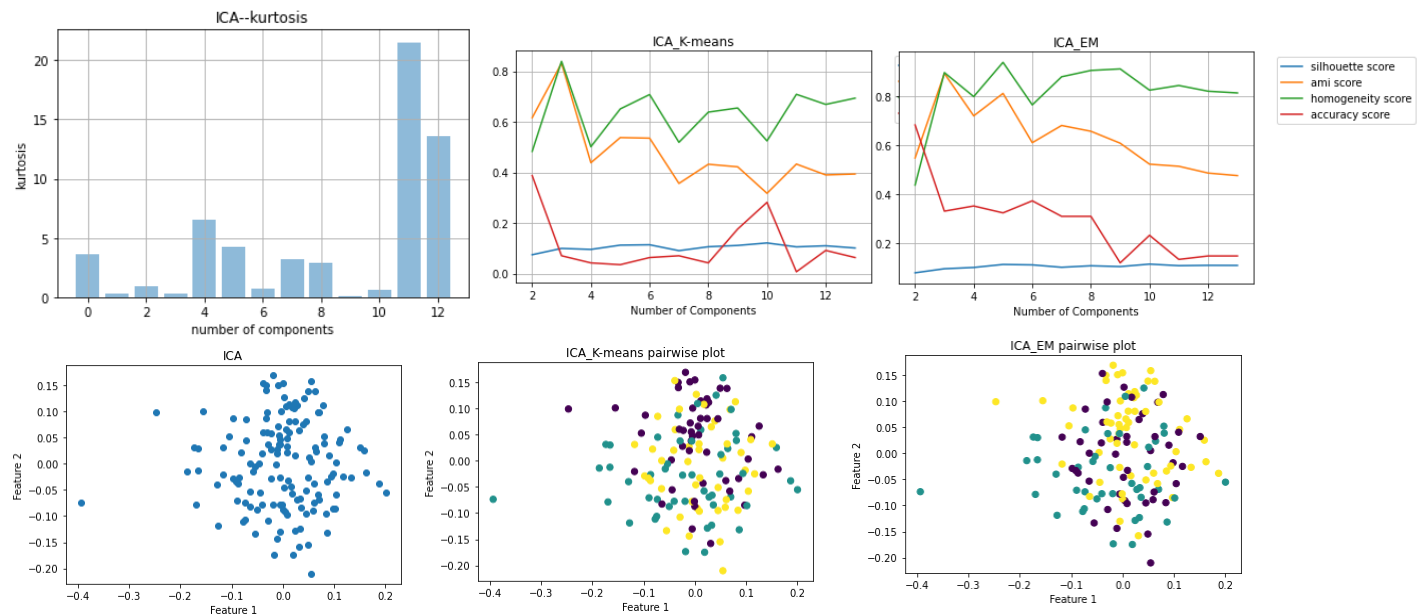 ICA--kurtosis
20
15
10
5
0
kurtosis
0 2 4 6 8 10 12
number of components
ICA_K-means
0.8
0.6
0.4
0.2
0.0
2 4 6 8 10 12
Number of Components
ICA_EM
0.8
0.6
0.4
0.2
2 4 6 8 10 12
Number of Components
silhouette score
ami score
homogeneity score
accuracy score
ICA
0.15
0.10
0.05
0.00
−0.05
−0.10
−0.15
−0.20
Feature 2
−0.4 −0.3 −0.2 −0.1 0.0 0.1 0.2
Feature 1
ICA_K-means pairwise plot
0.15
0.10
0.05
0.00
−0.05
−0.10
−0.15
−0.20
Feature 2
−0.4 −0.3 −0.2 −0.1 0.0 0.1 0.2
Feature 1
ICA_EM pairwise plot
0.15
0.10
0.05
0.00
−0.05
−0.10
−0.15
−0.20
Feature 2
−0.4 −0.3 −0.2 −0.1 0.0 0.1 0.2
Feature 1